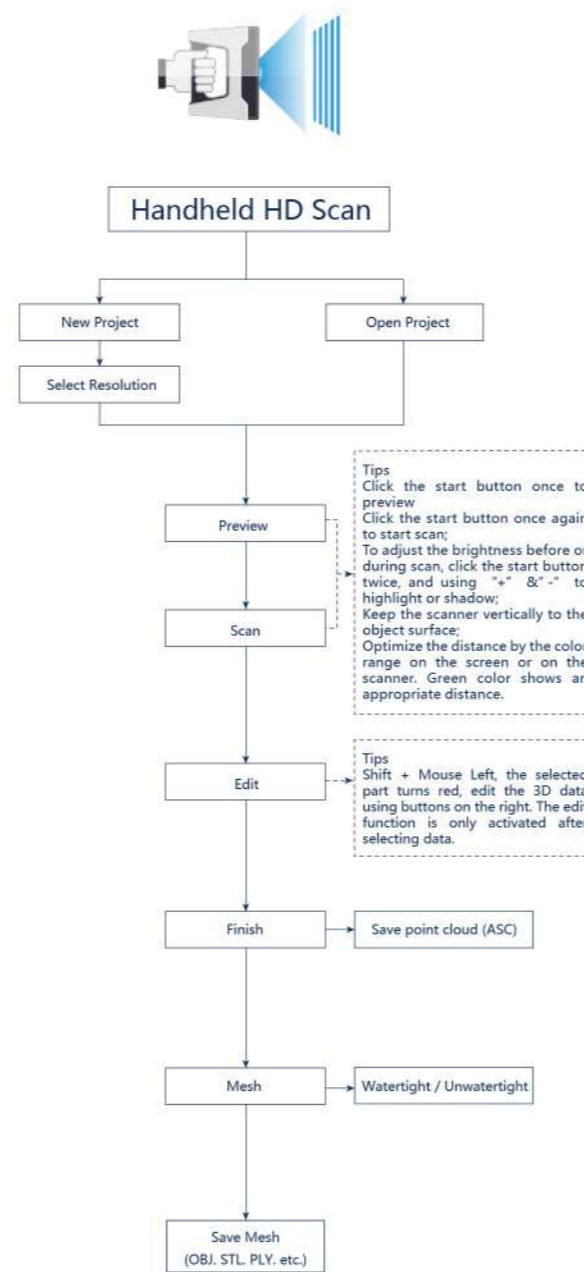 Handheld HD Scan
New Project
Open Project
Select Resolution
Preview
Scan
Tips
Click the start button once to
preview
Click the start button once again
to start scan;
To adjust the brightness before or
during scan, click the start button
twice, and using "+" &"-" to
highlight or shadow;
Keep the scanner vertically to the
object surface;
Optimize the distance by the color
range on the screen or on the
scanner. Green color shows an
appropriate distance.
Edit
Tips
Shift + Mouse Left, the selected
part turns red, edit the 3D data
using buttons on the right. The edit
function is only activated after
selecting data.
Finish
Save point cloud (ASC)
Mesh
Watertight / Unwatertight
Save Mesh
(OBJ. STL. PLY. etc.)